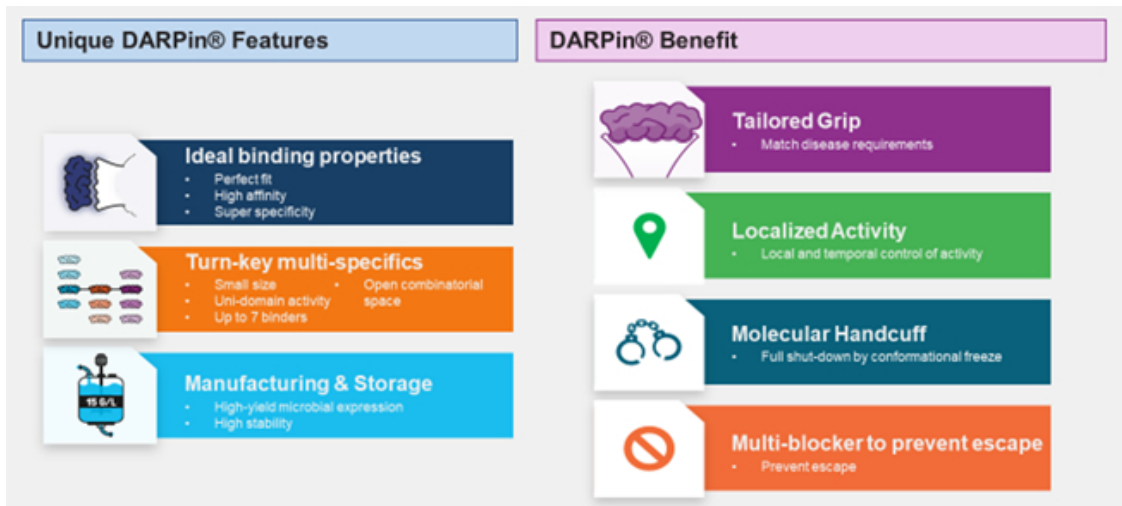 Unique DARPin® Features
Ideal binding properties
• Perfect fit
• High affinity
• Super specificity
Turn-key multi-specifics
• Small size
• Uni-domain activity
• Up to 7 binders
• Open combinatorial
space
15 G/L
Manufacturing & Storage
• High-yield microbial expression
• High stability
DARPin® Benefit
Tailored Grip
• Match disease requirements
Localized Activity
• Local and temporal control of activity
Molecular Handcuff
• Full shut-down by conformational freeze
Multi-blocker to prevent escape
• Prevent escape